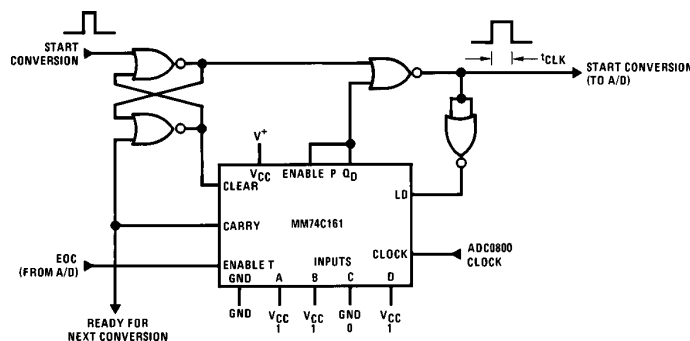 START
CONVERSION
tCLK
START CONVERSION
(TO A/D)
V+
VCC ENABLE P QD
CLEAR
LD
MM74C161
CARRY
INPUTS
CLOCK
ADC0800
CLOCK
EOC
(FROM A/D)
ENABLE T
GND A B C D
GND VCC VCC GND VCC
1 1 0 1
READY FOR
NEXT CONVERSION